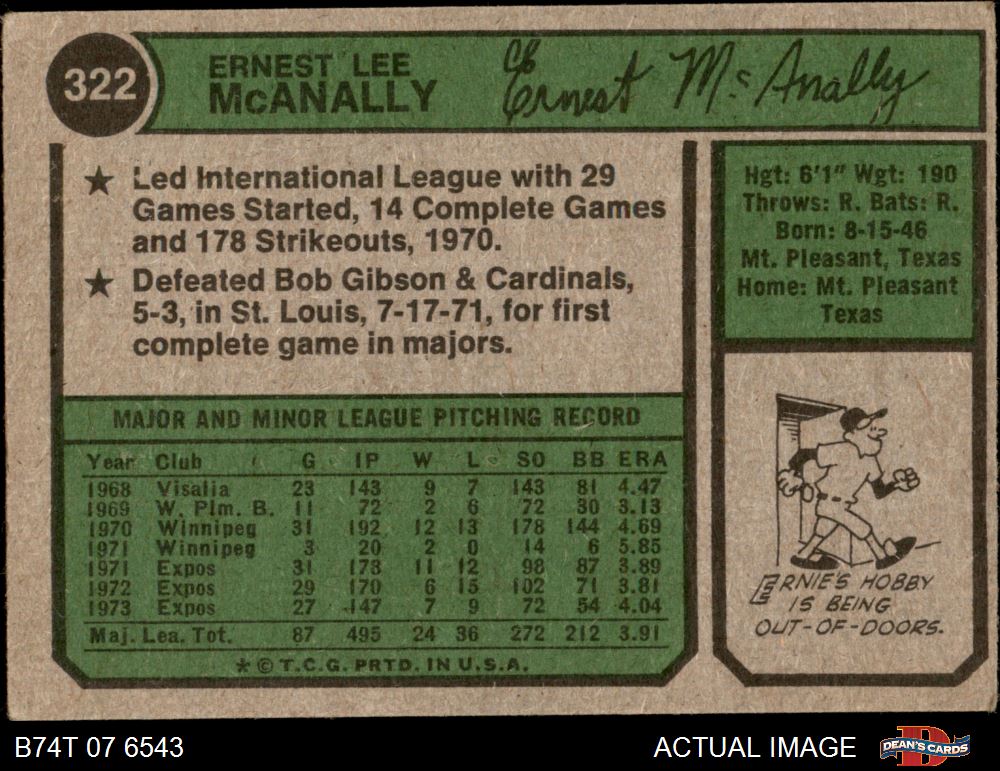 322
ERNEST LEE
McANALLY
Ernest McAnally
★ Led International League with 29
Games Started, 14 Complete Games
and 178 Strikeouts, 1970.
★ Defeated Bob Gibson & Cardinals,
5-3, in St. Louis, 7-17-71, for first
complete game in majors.
Hgt: 6'1" Wgt: 190
Throws: R. Bats: R.
Born: 8-15-46
Mt. Pleasant, Texas
Home: Mt. Pleasant
Texas
MAJOR AND MINOR LEAGUE PITCHING RECORD
Year Club G IP W L SO BB ERA
1968 Visalia 23 143 9 7 143 81 4.47
1969 W. Plm. B. 11 72 2 6 72 30 3.13
1970 Winnipeg 31 192 12 13 178 144 4.69
1971 Winnipeg 3 20 2 0 14 6 5.85
1971 Expos 31 178 11 12 98 87 3.89
1972 Expos 29 170 6 15 102 71 3.81
1973 Expos 27 147 7 9 72 54 4.04
Maj. Lea. Tot. 87 495 24 36 272 212 3.91
* © T.C.G. PRTD. IN U.S.A.
ERNIE'S HOBBY
IS BEING
OUT-OF-DOORS.
B74T 07 6543
ACTUAL IMAGE
DEAN'S CARDS